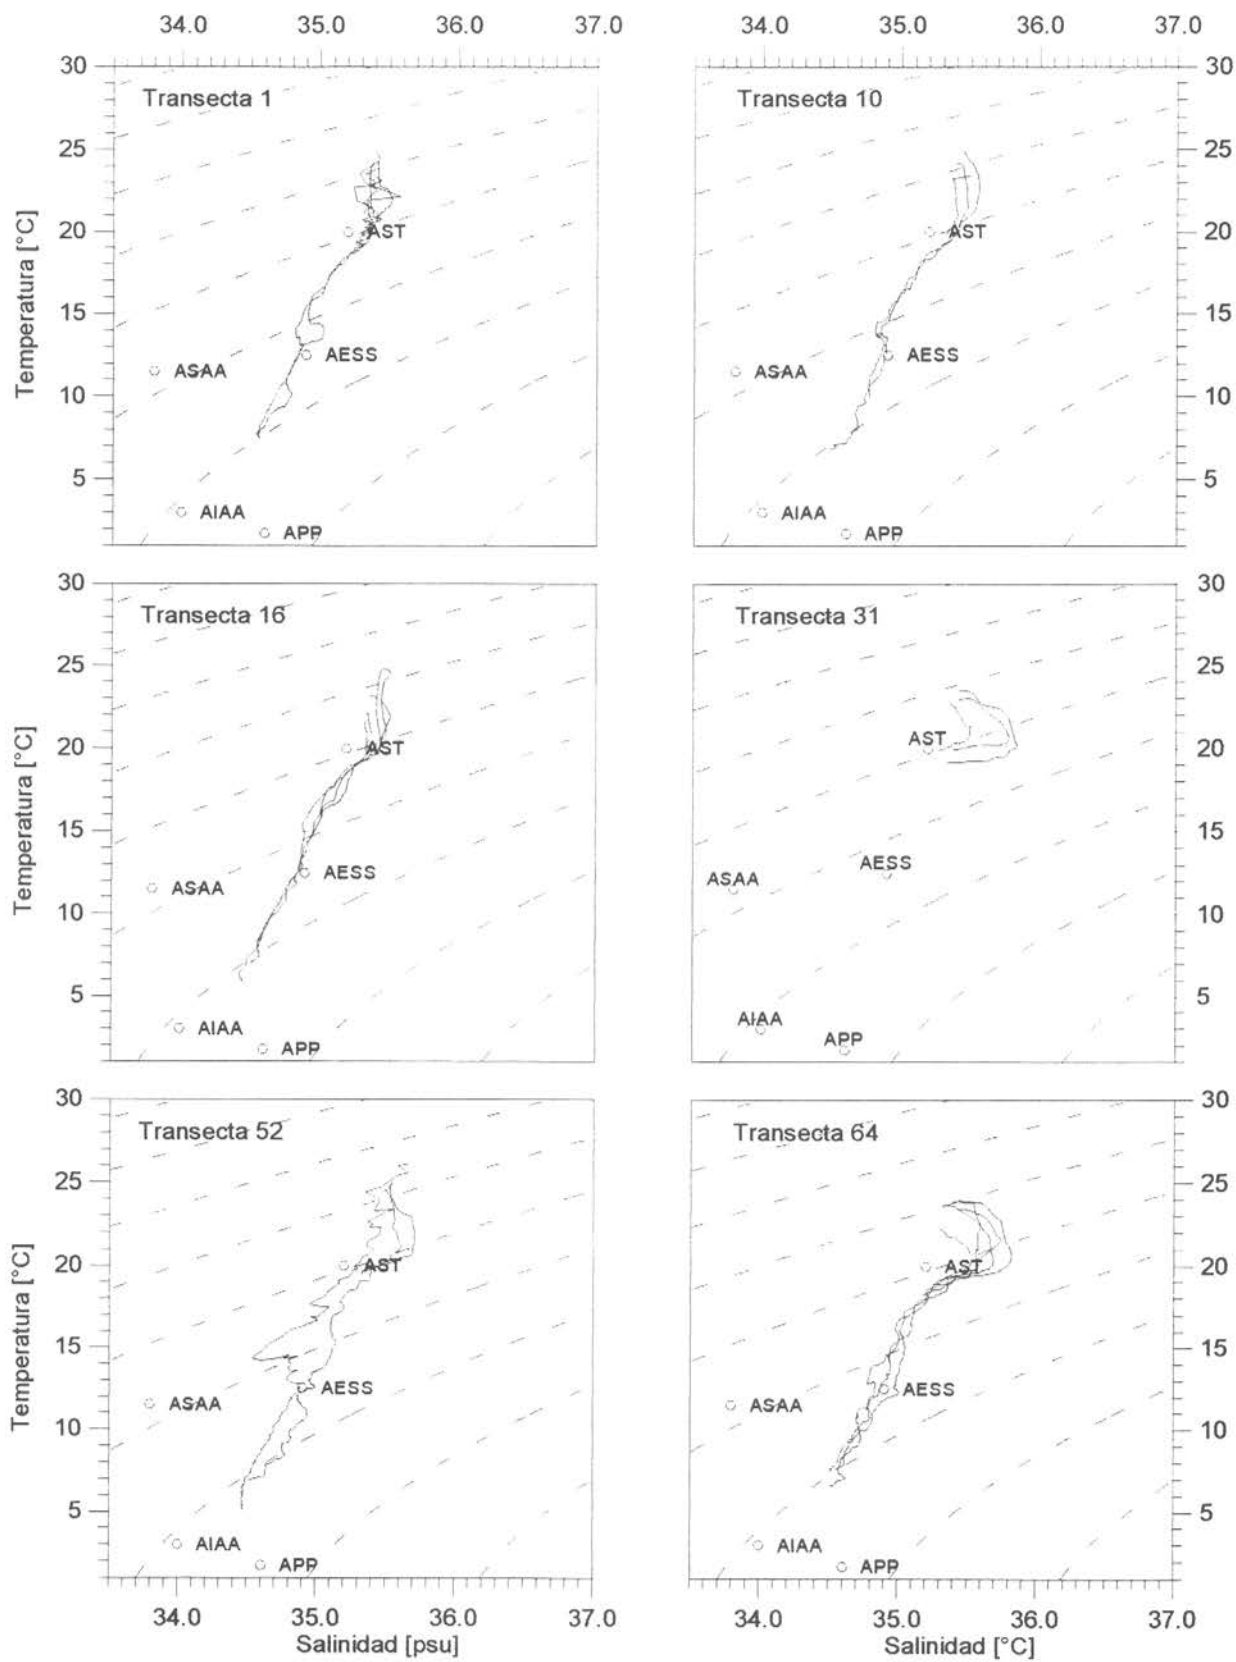 34.0 35.0 36.0 37.0 34.0 35.0 36.0 37.0
30 Transecta 1 Transecta 10 30
25 25
20 AST AST 20
15 15
AESS AESS
ASAA ASAA
10 10
5 5
AIAA AIAA
APP APP
Temperatura [°C]
30 Transecta 16 Transecta 31 30
25 25
20 AST AST 20
15 15
AESS AESS
ASAA ASAA
10 10
5 5
AIAA AIAA
APP APP
Temperatura [°C]
30 Transecta 52 Transecta 64 30
25 25
20 AST AST 20
15 15
AESS AESS
ASAA ASAA
10 10
5 5
AIAA AIAA
APP APP
Temperatura [°C]
34.0 35.0 36.0 37.0 34.0 35.0 36.0 37.0
Salinidad [psu] Salinidad [°C]